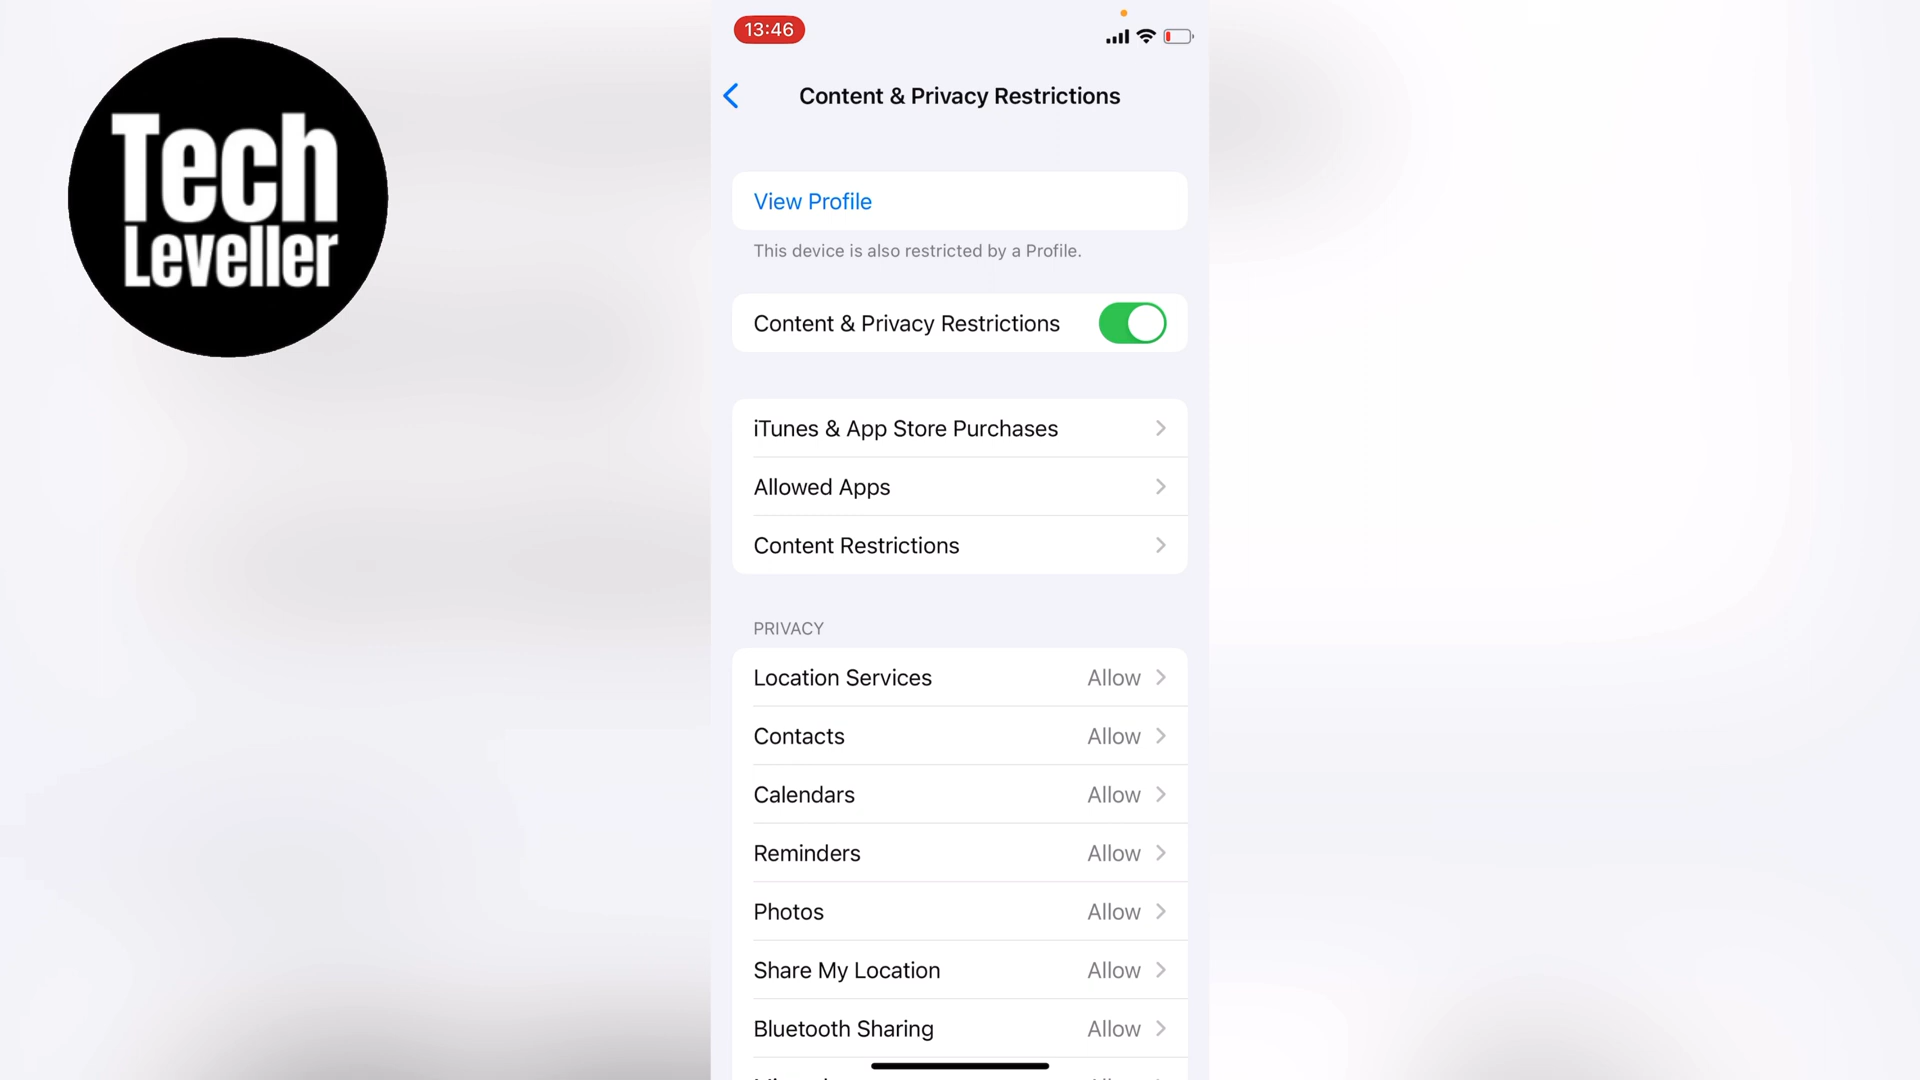 Tech
Leveller
13:46
Content & Privacy Restrictions
View Profile
This device is also restricted by a Profile.
Content & Privacy Restrictions
iTunes & App Store Purchases
Allowed Apps
Content Restrictions
PRIVACY
Location Services Allow
Contacts Allow
Calendars Allow
Reminders Allow
Photos Allow
Share My Location Allow
Bluetooth Sharing Allow